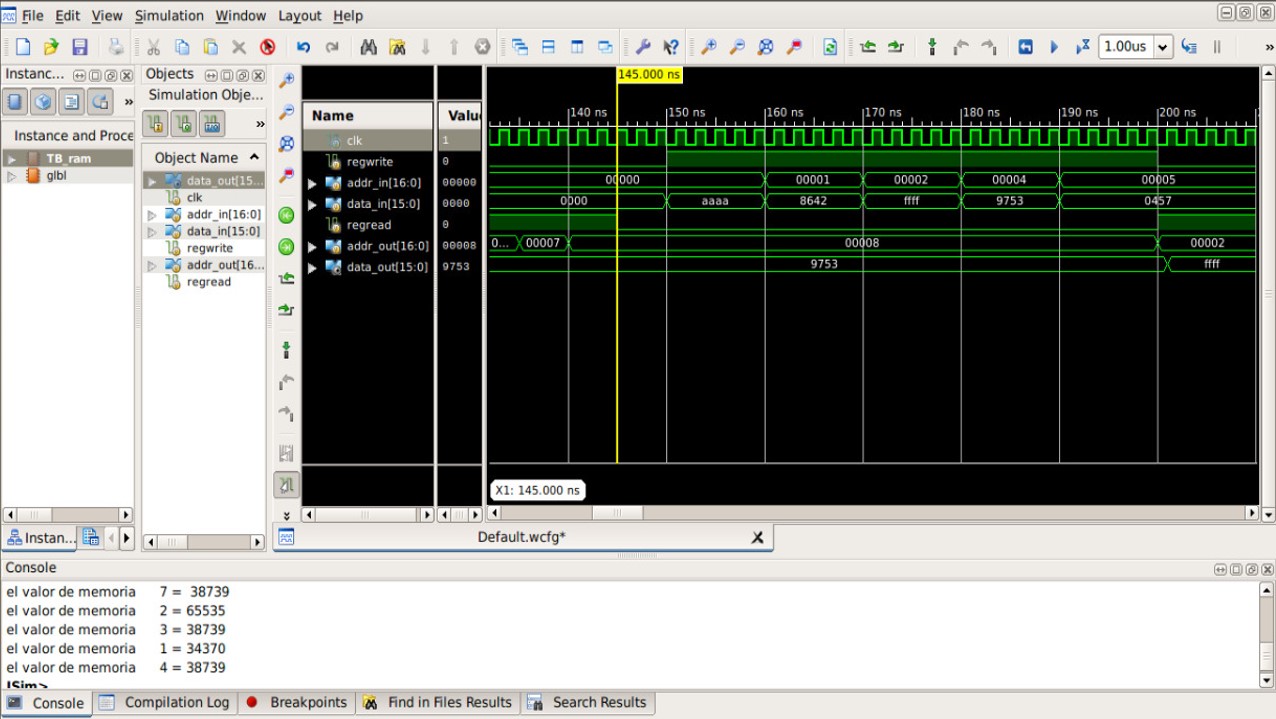 File Edit View Simulation Window Layout Help
1.00us
»
Instanc...
»
Instance and Proce
TB_ram
glbl
Instan...
Objects
Simulation Obje...
»
Object Name
data_out[15...
clk
addr_in[16:0]
data_in[15:0]
regwrite
addr_out[16...
regread
Name Valu
clk 1
regwrite 0
addr_in[16:0] 00000
data_in[15:0] 0000
regread 0
addr_out[16:0] 00008
data_out[15:0] 9753
145.000 ns
140 ns 150 ns 160 ns 170 ns 180 ns 190 ns 200 ns
00000 00001 00002 00004 00005
0000 aaaa 8642 ffff 9753 0457
0... 00007 00008 00002
9753 ffff
X1: 145.000 ns
Default.wcfg*
Console
el valor de memoria 7 = 38739
el valor de memoria 2 = 65535
el valor de memoria 3 = 38739
el valor de memoria 1 = 34370
el valor de memoria 4 = 38739
ISim>
Console Compilation Log Breakpoints Find in Files Results Search Results